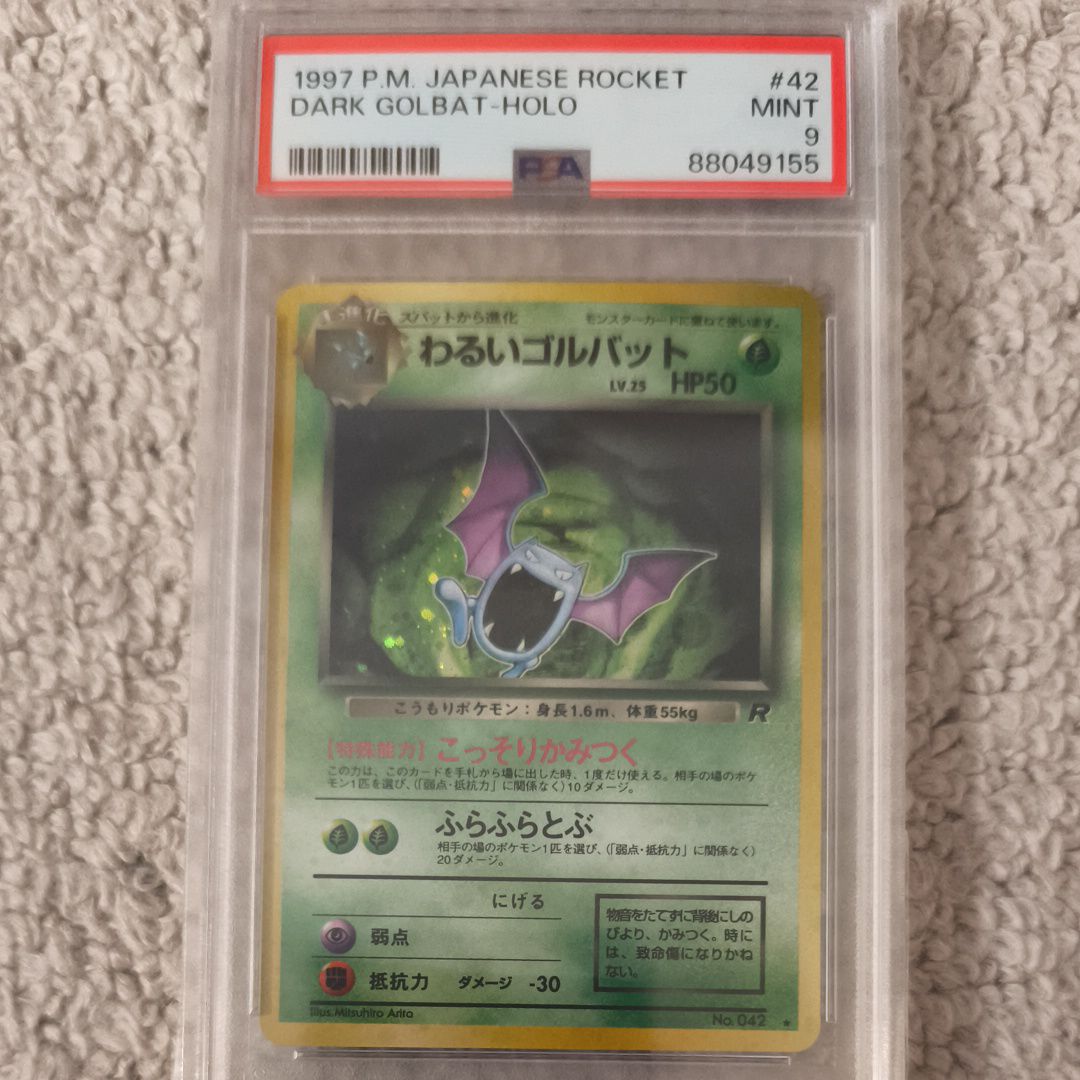 1997 P.M. JAPANESE ROCKET #42
DARK GOLBAT-HOLO MINT
9
PSA 88049155
進化 ズバットから進化 モンスターカードに重ねて使います。
わるいゴルバット
LV.25 HP50
こうもりポケモン：身長1.6m、体重55kg R
【特殊能力】こっそりかみつく
この力は、このカードを手札から場に出した時、1度だけ使える。相手の場のポケ
モン1匹を選び、(「弱点・抵抗力」に関係なく)10ダメージ。
ふらふらとぶ
相手の場のポケモン1匹を選び、(「弱点・抵抗力」に関係なく)
20ダメージ。
にげる
弱点
抵抗力 ダメージ -30
物音をたてずに背後にしの
びより、かみつく。時に
は、致命傷になりかね
ない。
Illus.Mitsuhiro Arita No.042 ★